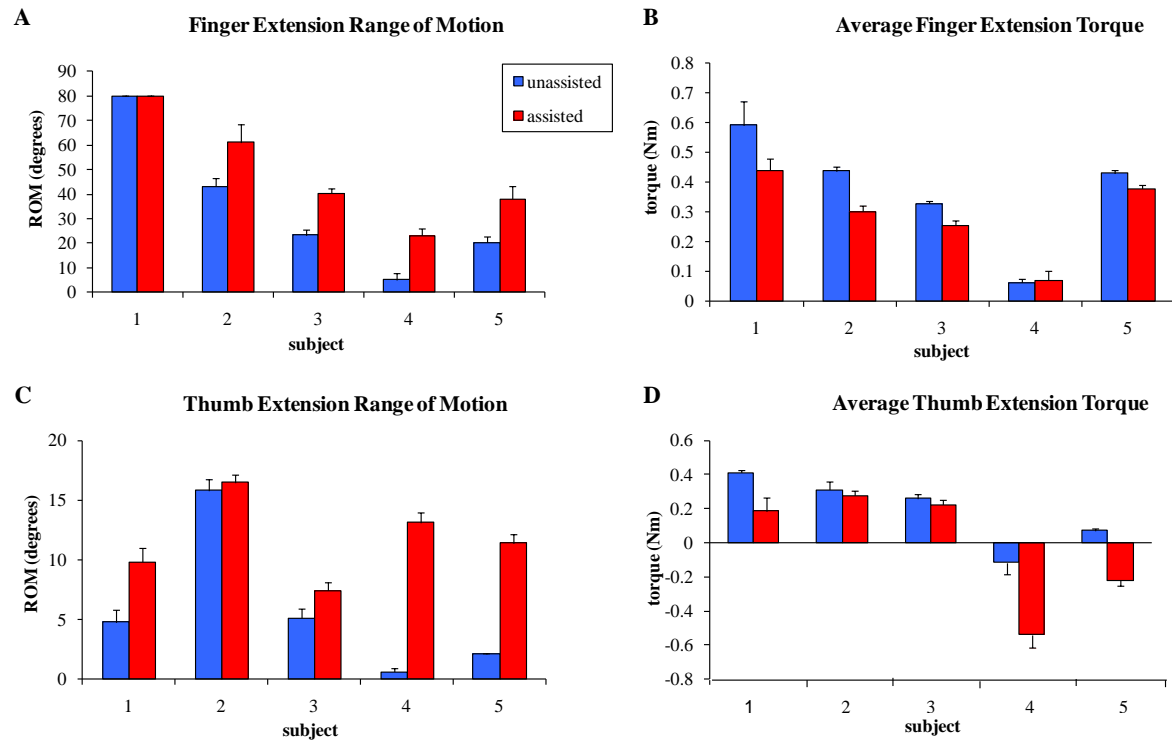 A
Finger Extension Range of Motion
ROM (degrees)
90
80
70
60
50
40
30
20
10
0
1 2 3 4 5
subject
unassisted
assisted
B
Average Finger Extension Torque
torque (Nm)
0.8
0.7
0.6
0.5
0.4
0.3
0.2
0.1
0
1 2 3 4 5
subject
C
Thumb Extension Range of Motion
ROM (degrees)
20
15
10
5
0
1 2 3 4 5
subject
D
Average Thumb Extension Torque
torque (Nm)
0.6
0.4
0.2
0
-0.2
-0.4
-0.6
-0.8
1 2 3 4 5
subject